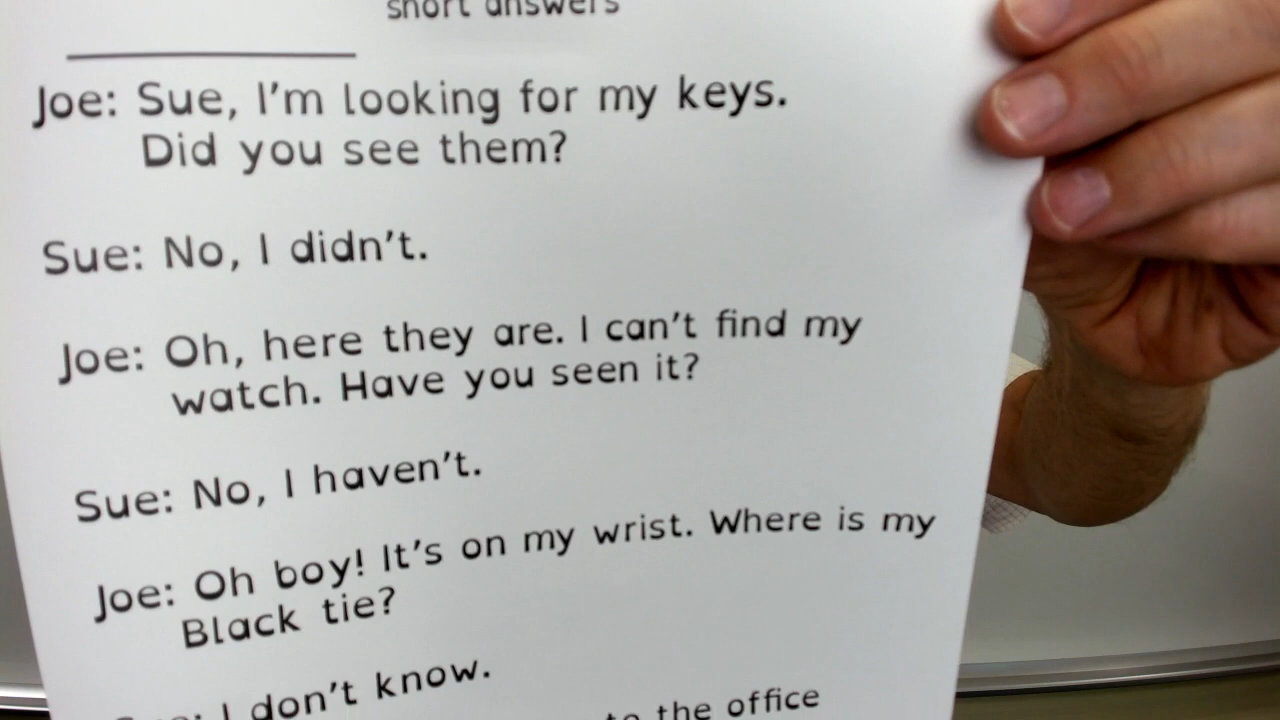 short answers
Joe: Sue, I'm looking for my keys.
Did you see them?
Sue: No, I didn't.
Joe: Oh, here they are. I can't find my
watch. Have you seen it?
Sue: No, I haven't.
Joe: Oh boy! It's on my wrist. Where is my
Black tie?
Sue: I don't know.
to the office